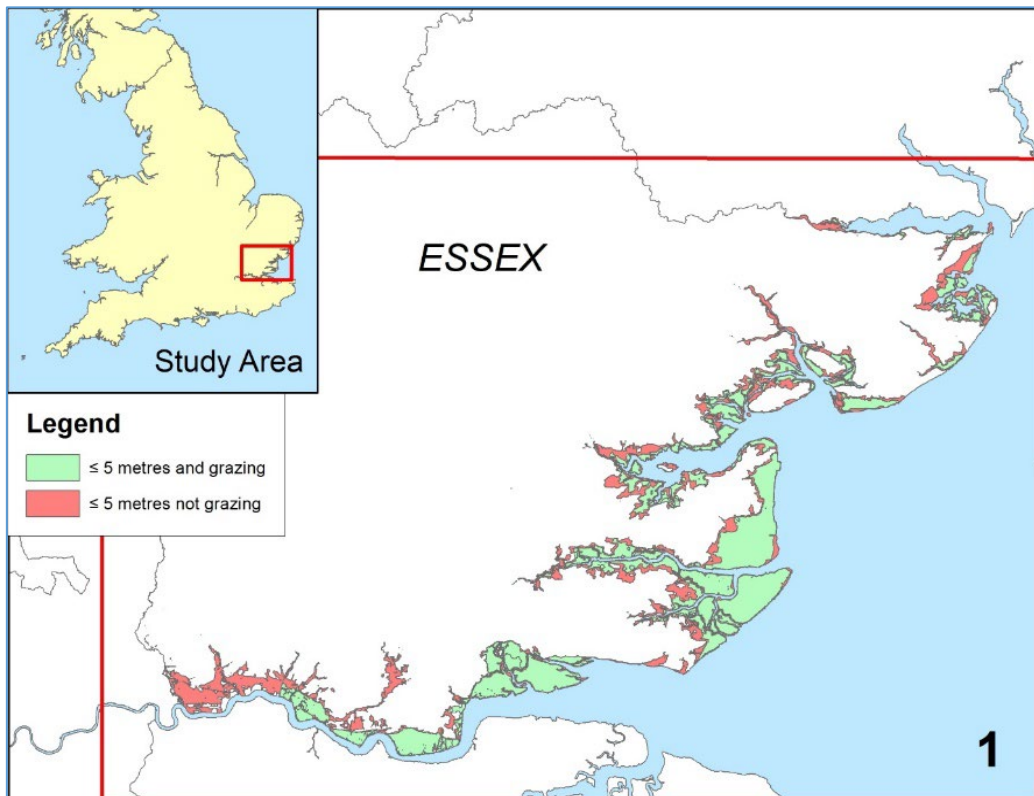 Study Area
ESSEX
Legend
≤ 5 metres and grazing
≤ 5 metres not grazing
1